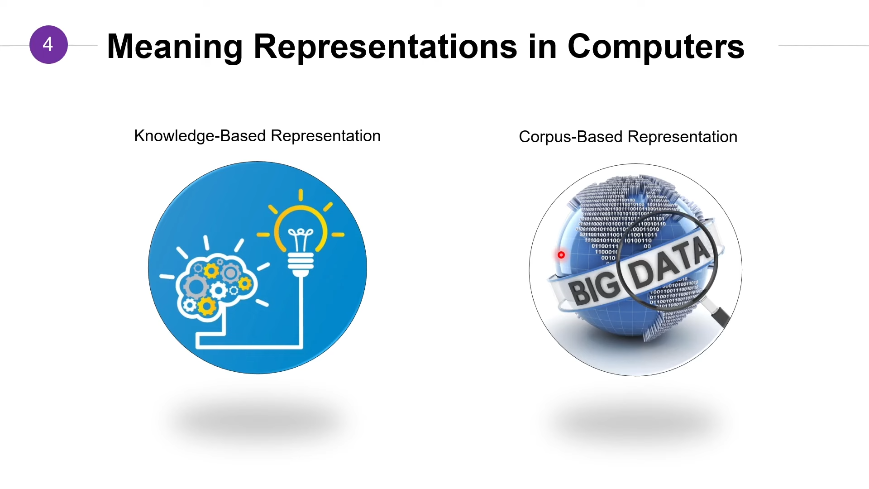 4
Meaning Representations in Computers
Knowledge-Based Representation
Corpus-Based Representation
BIG DATA